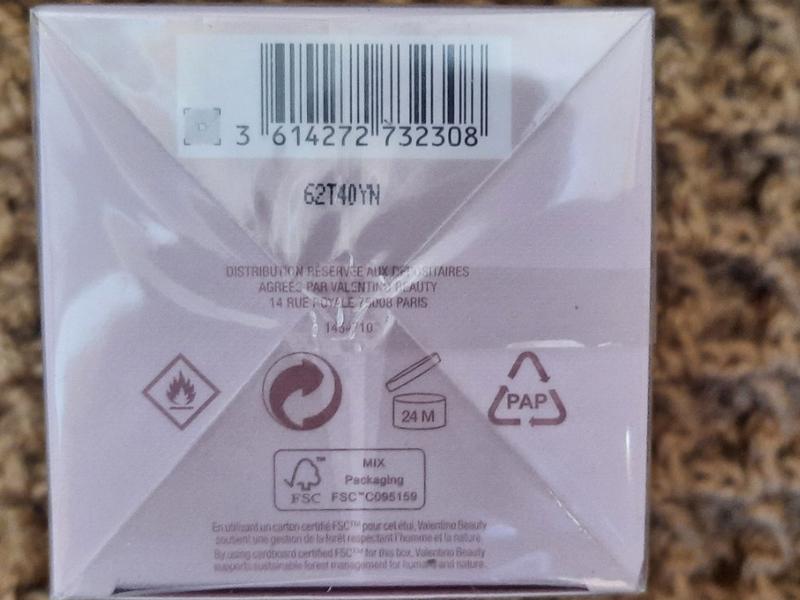 3 614272 732308
62T40YN
DISTRIBUTION RÉSERVÉE AUX DÉPOSITAIRES
AGRÉÉS PAR VALENTINO BEAUTY
14 RUE ROYALE 75008 PARIS
24 M
PAP
FSC™
MIX
Packaging
FSC™C095159
En utilisant un carton certifié FSC™ pour cet étui, Valentino Beauty
soutient une gestion de la forêt respectant l'homme et la nature.
By using cardboard certified FSC™ for this box, Valentino Beauty
supports sustainable forest management for human and nature.